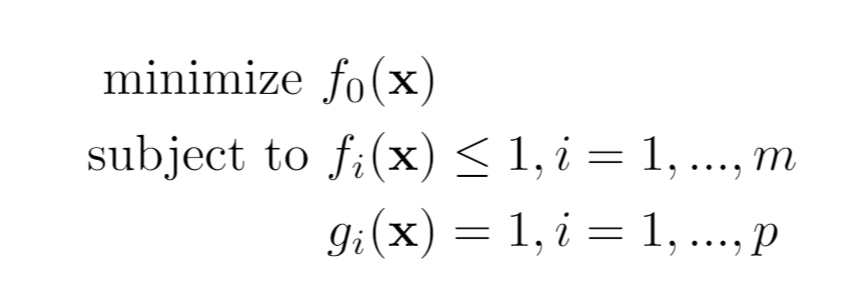 minimize f₀(𝐱)
subject to fᵢ(𝐱) ≤ 1, i = 1, ..., m
gᵢ(𝐱) = 1, i = 1, ..., p